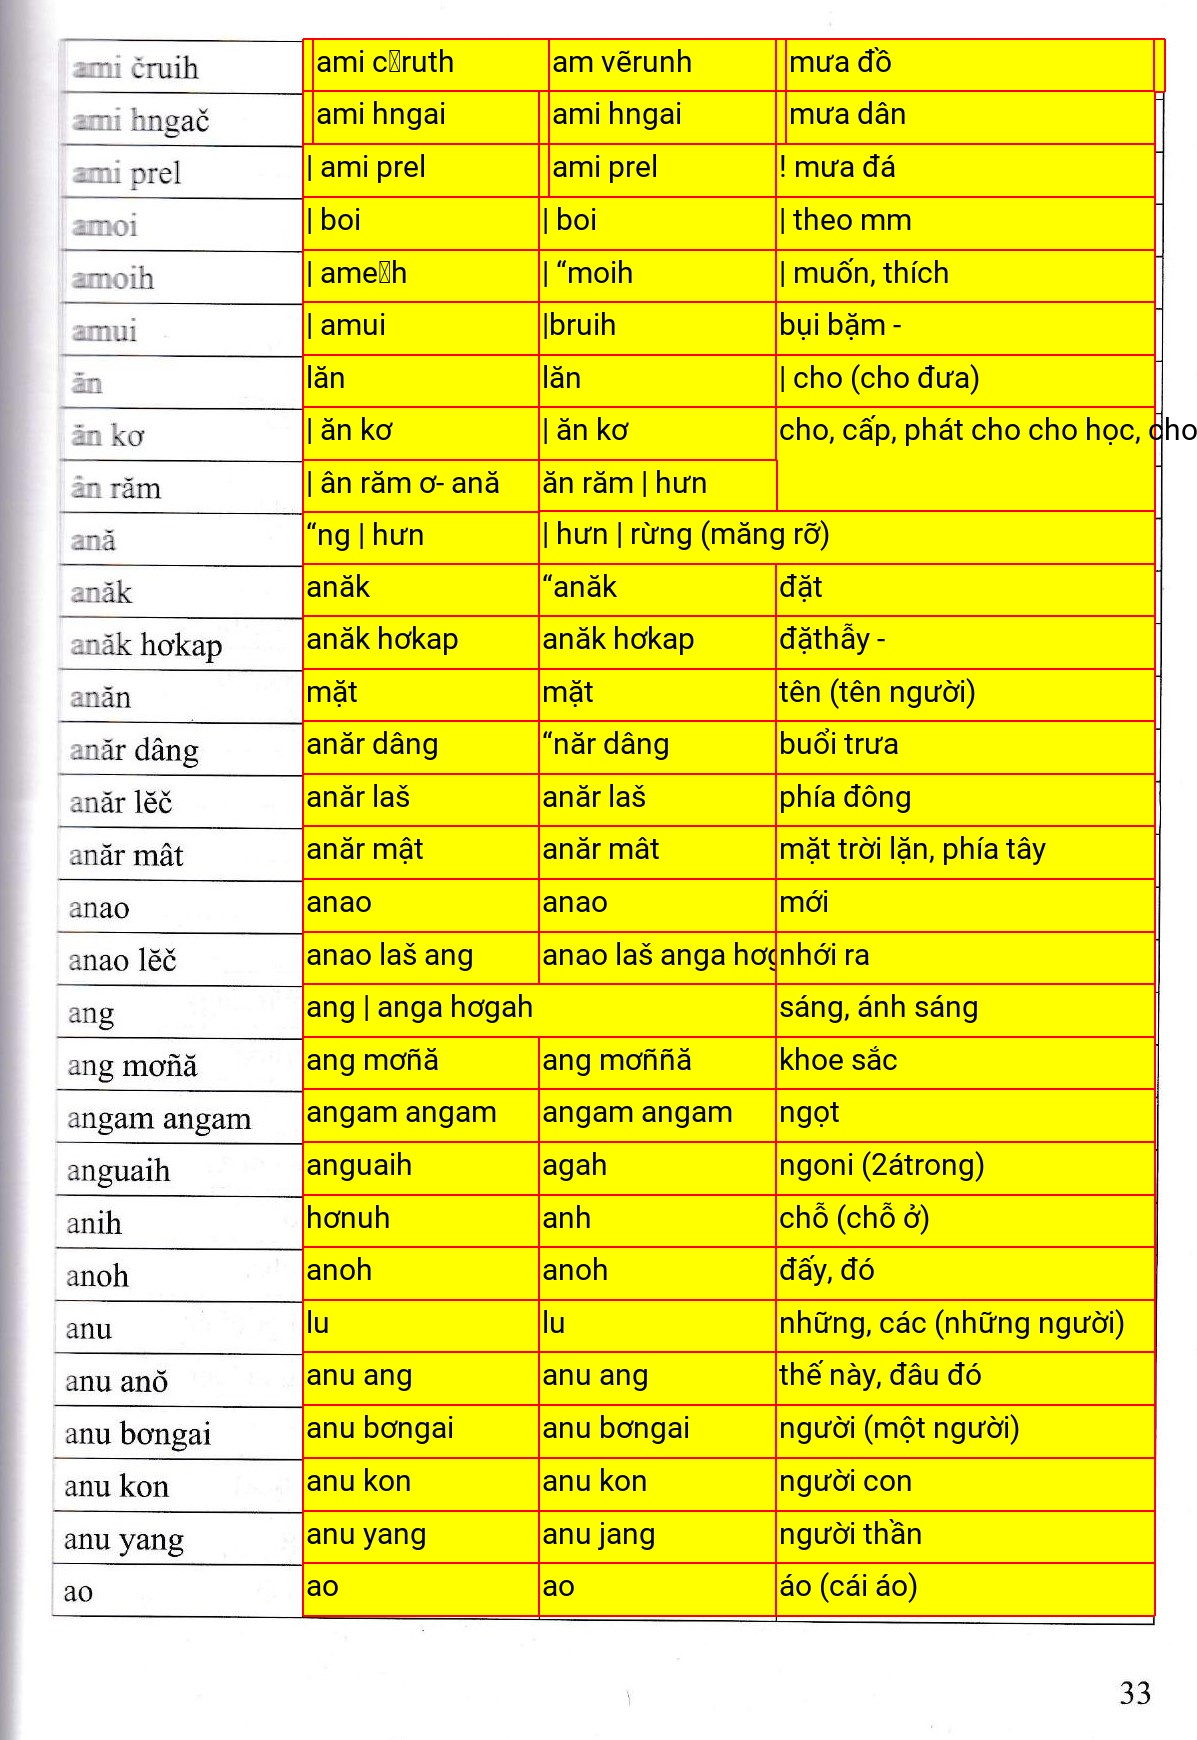 ami čruih ami c▯ruth am vẽrunh mưa đồ
ami hngač ami hngai ami hngai mưa dân
ami prel | ami prel ami prel ! mưa đá
amoi | boi | boi | theo mm
amoih | ame▯h | “moih | muốn, thích
amui | amui |bruih bụi bặm -
ăn lăn lăn | cho (cho đưa)
ăn kơ | ăn kơ | ăn kơ cho, cấp, phát cho cho học, cho
ân răm | ân răm ơ- ană ăn răm | hưn
ană “ng | hưn | hưn | rừng (măng rỡ)
anăk anăk “anăk đặt
anăk hơkap anăk hơkap anăk hơkap đặthẫy -
anăn mặt mặt tên (tên người)
anăr dâng anăr dâng “năr dâng buổi trưa
anăr lĕč anăr laš anăr laš phía đông
anăr mât anăr mật anăr mât mặt trời lặn, phía tây
anao anao anao mới
anao lĕč anao laš ang anao laš anga hơg nhới ra
ang ang | anga hơgah sáng, ánh sáng
ang mơñă ang mơñă ang mơññă khoe sắc
angam angam angam angam angam angam ngọt
anguaih anguaih agah ngoni (2átrong)
anih hơnuh anh chỗ (chỗ ở)
anoh anoh anoh đấy, đó
anu lu lu những, các (những người)
anu anŏ anu ang anu ang thế này, đâu đó
anu bơngai anu bơngai anu bơngai người (một người)
anu kon anu kon anu kon người con
anu yang anu yang anu jang người thần
ao ao ao áo (cái áo)
33